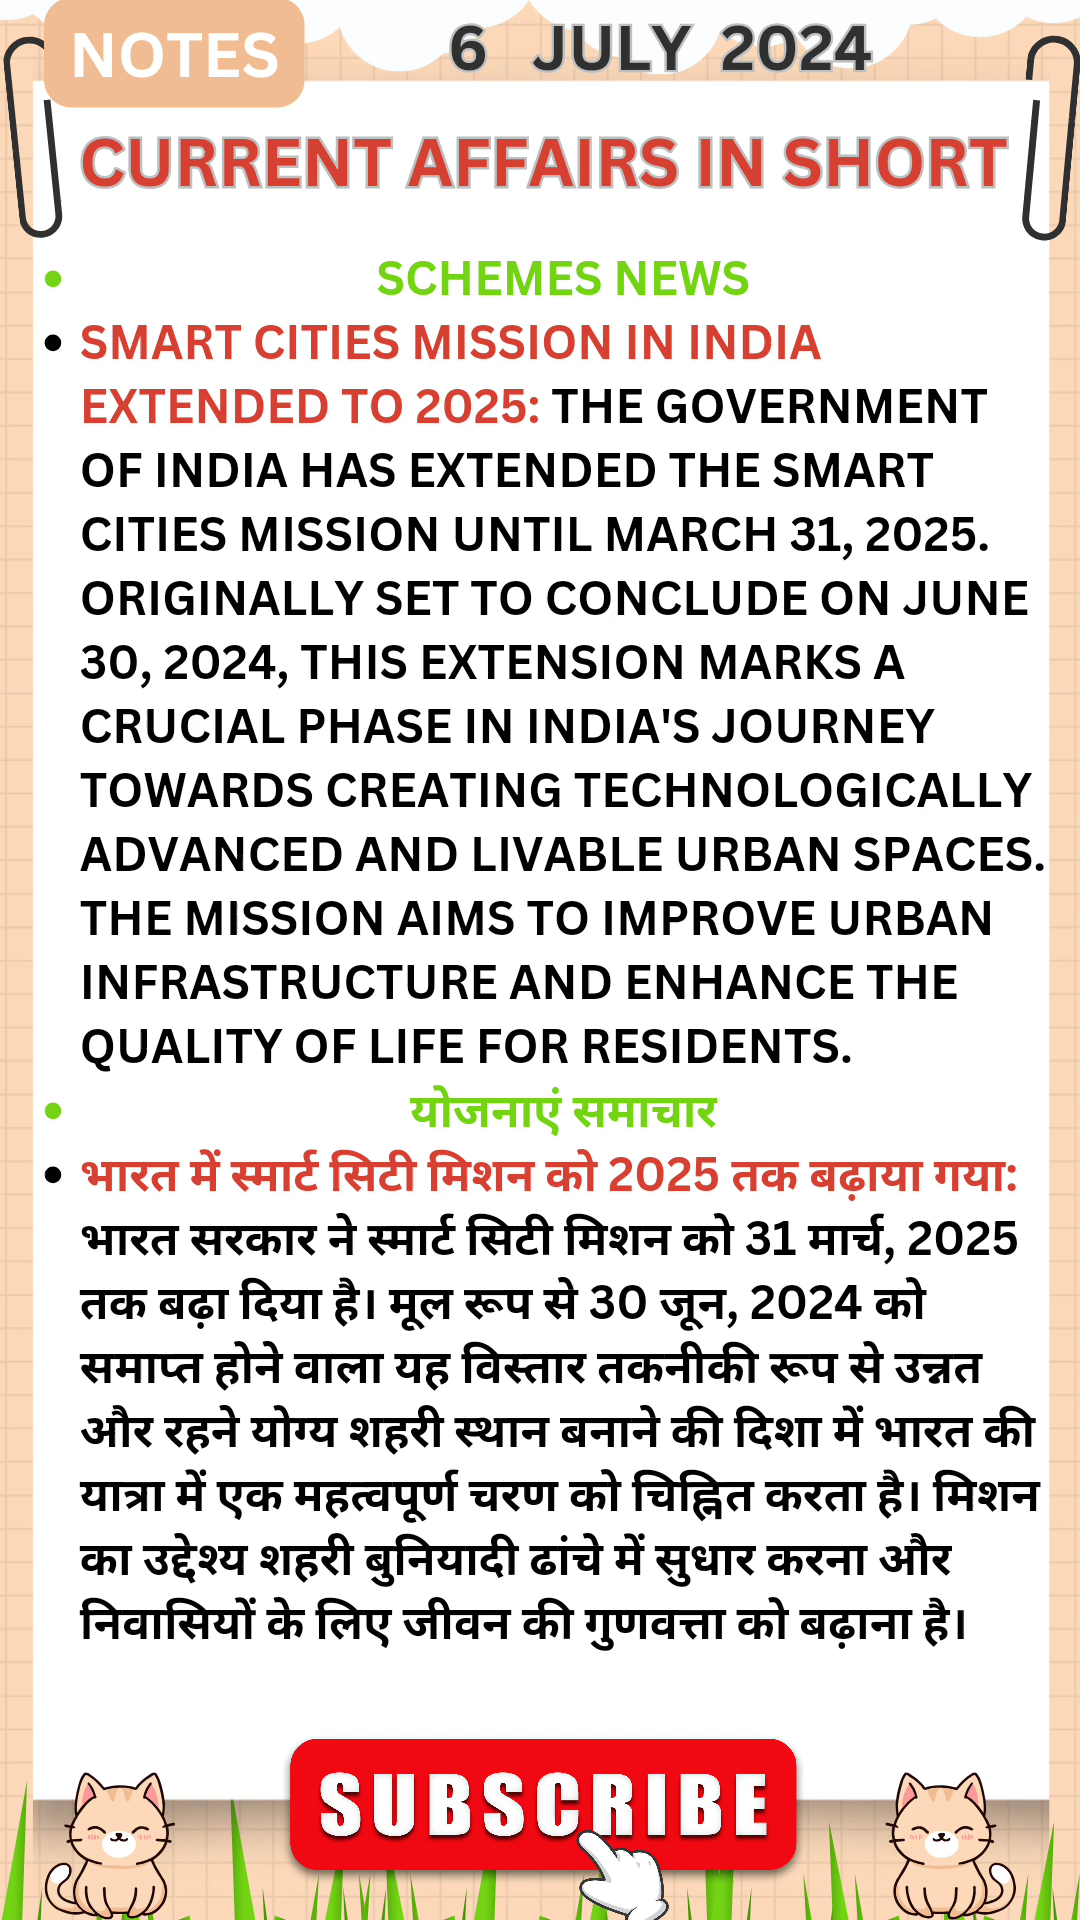 NOTES
6 JULY 2024
CURRENT AFFAIRS IN SHORT
• SCHEMES NEWS
• SMART CITIES MISSION IN INDIA
EXTENDED TO 2025: THE GOVERNMENT
OF INDIA HAS EXTENDED THE SMART
CITIES MISSION UNTIL MARCH 31, 2025.
ORIGINALLY SET TO CONCLUDE ON JUNE
30, 2024, THIS EXTENSION MARKS A
CRUCIAL PHASE IN INDIA'S JOURNEY
TOWARDS CREATING TECHNOLOGICALLY
ADVANCED AND LIVABLE URBAN SPACES.
THE MISSION AIMS TO IMPROVE URBAN
INFRASTRUCTURE AND ENHANCE THE
QUALITY OF LIFE FOR RESIDENTS.
• योजनाएं समाचार
• भारत में स्मार्ट सिटी मिशन को 2025 तक बढ़ाया गया:
भारत सरकार ने स्मार्ट सिटी मिशन को 31 मार्च, 2025
तक बढ़ा दिया है। मूल रूप से 30 जून, 2024 को
समाप्त होने वाला यह विस्तार तकनीकी रूप से उन्नत
और रहने योग्य शहरी स्थान बनाने की दिशा में भारत की
यात्रा में एक महत्वपूर्ण चरण को चिह्नित करता है। मिशन
का उद्देश्य शहरी बुनियादी ढांचे में सुधार करना और
निवासियों के लिए जीवन की गुणवत्ता को बढ़ाना है।
SUBSCRIBE